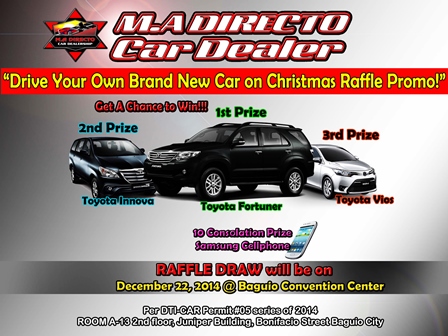 M.A DIRECTO
CAR DEALERSHIP
M.A DIRECTO
Car Dealer
“Drive Your Own Brand New Car on Christmas Raffle Promo!”
Get A Chance to Win!!!
1st Prize
2nd Prize
3rd Prize
Toyota Innova
Toyota Fortuner
Toyota Vios
10 Consolation Prize
Samsung Cellphone
RAFFLE DRAW will be on
December 22, 2014 @ Baguio Convention Center
Per DTI-CAR Permit#05 series of 2014
ROOM A-13 2nd floor, Juniper Building, Bonifacio Street Baguio City